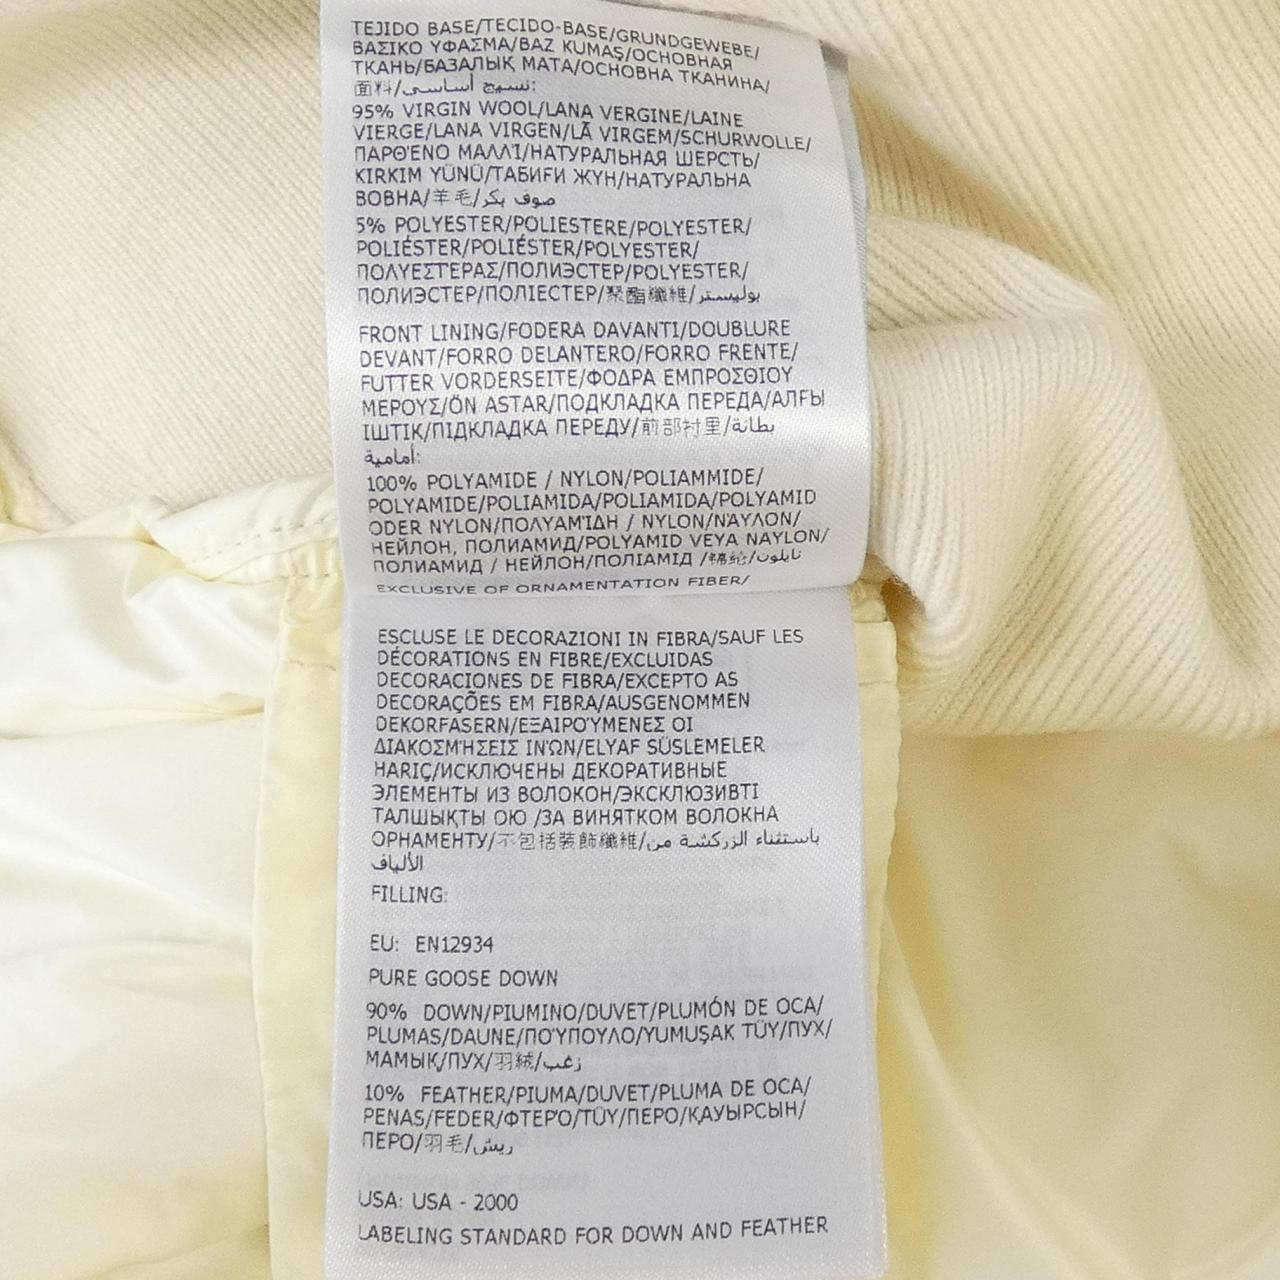 TEJIDO BASE/TECIDO-BASE/GRUNDGEWEBE/
ΒΑΣΙΚΟ ΥΦΑΣΜΑ/BAZ KUMAŞ/ОСНОВНАЯ
ТКАНЬ/БАЗАЛЫҚ МАТА/ОСНОВНА ТКАНИНА/
面料/نسيج أساسي:
95% VIRGIN WOOL/LANA VERGINE/LAINE
VIERGE/LANA VIRGEN/LÃ VIRGEM/SCHURWOLLE/
ΠΑΡΘΈΝΟ ΜΑΛΛΊ/НАТУРАЛЬНАЯ ШЕРСТЬ/
KIRKIM YÜNÜ/ТАБИҒИ ЖҮН/НАТУРАЛЬНА
ВОВНА/羊毛/صوف بكر
5% POLYESTER/POLIESTERE/POLYESTER/
POLIÉSTER/POLIÉSTER/POLYESTER/
ΠΟΛΥΕΣΤΕΡΑΣ/ПОЛИЭСТЕР/POLYESTER/
ПОЛИЭСТЕР/ПОЛІЕСТЕР/聚酯纖維/بوليستر
FRONT LINING/FODERA DAVANTI/DOUBLURE
DEVANT/FORRO DELANTERO/FORRO FRENTE/
FUTTER VORDERSEITE/ΦΟΔΡΑ ΕΜΠΡΟΣΘΙΟΥ
ΜΕΡΟΥΣ/ÖN ASTAR/ПОДКЛАДКА ПЕРЕДА/АЛҒЫ
ІШТІК/ПІДКЛАДКА ПЕРЕДУ/前部衬里/بطانة
أمامية:
100% POLYAMIDE / NYLON/POLIAMMIDE/
POLYAMIDE/POLIAMIDA/POLIAMIDA/POLYAMID
ODER NYLON/ΠΟΛΥΑΜΊΔΗ / NYLON/ΝΆΥΛΟΝ/
НЕЙЛОН, ПОЛИАМИД/POLYAMID VEYA NAYLON/
ПОЛИАМИД / НЕЙЛОН/ПОЛІАМІД /錦綸/نايلون
EXCLUSIVE OF ORNAMENTATION FIBER/
ESCLUSE LE DECORAZIONI IN FIBRA/SAUF LES
DÉCORATIONS EN FIBRE/EXCLUIDAS
DECORACIONES DE FIBRA/EXCEPTO AS
DECORAÇÕES EM FIBRA/AUSGENOMMEN
DEKORFASERN/ΕΞΑΙΡΟΎΜΕΝΕΣ ΟΙ
ΔΙΑΚΟΣΜΉΣΕΙΣ ΙΝΏΝ/ELYAF SÜSLEMELER
HARIÇ/ИСКЛЮЧЕНЫ ДЕКОРАТИВНЫЕ
ЭЛЕМЕНТЫ ИЗ ВОЛОКОН/ЭКСКЛЮЗИВТІ
ТАЛШЫҚТЫ ОЮ /ЗА ВИНЯТКОМ ВОЛОКНА
ОРНАМЕНТУ/不包括装飾纖維/باستثناء الزركشة من
الألياف
FILLING:
EU: EN12934
PURE GOOSE DOWN
90% DOWN/PIUMINO/DUVET/PLUMÓN DE OCA/
PLUMAS/DAUNE/ΠΟΎΠΟΥΛΟ/YUMUŞAK TÜY/ПУХ/
МАМЫҚ/ПУХ/羽絨/زغب
10% FEATHER/PIUMA/DUVET/PLUMA DE OCA/
PENAS/FEDER/ΦΤΕΡΌ/TÜY/ПЕРО/ҚАУЫРСЫН/
ПЕРО/羽毛/ريش
USA: USA - 2000
LABELING STANDARD FOR DOWN AND FEATHER